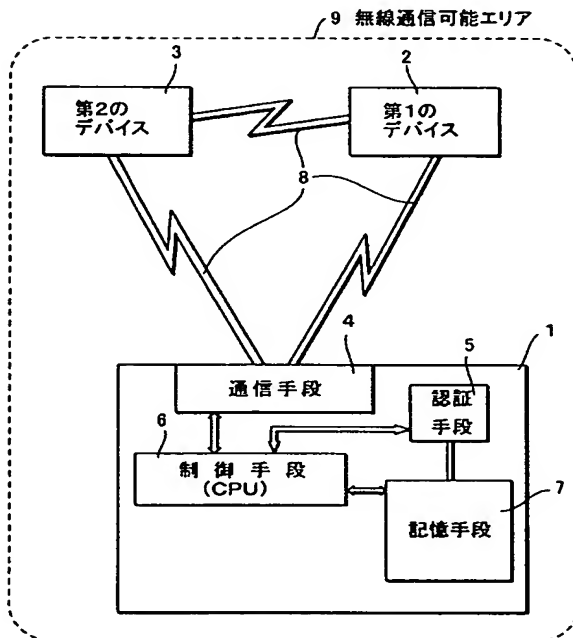 9 無線通信可能エリア
3
第2の
デバイス
2
第1の
デバイス
8
4
通信手段
1
5
認証
手段
6
制御手段
(CPU)
7
記憶手段